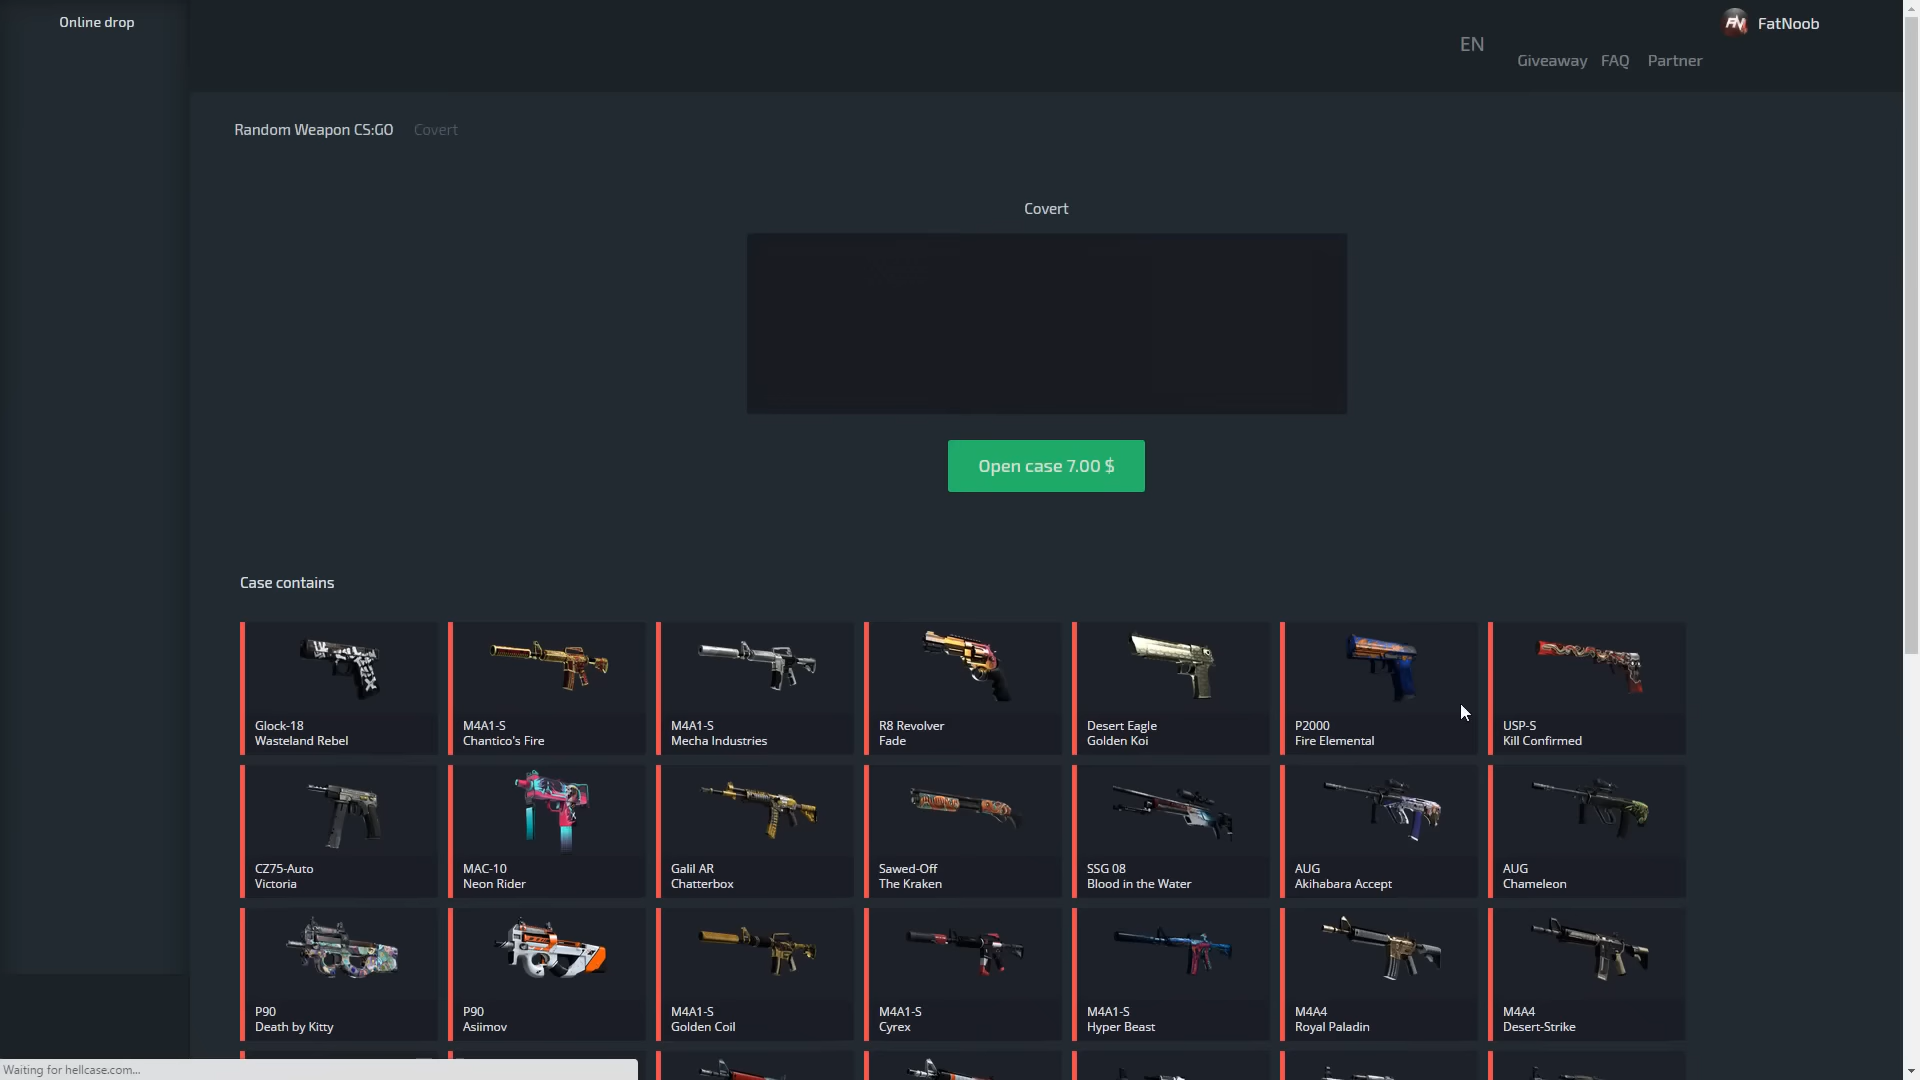 Online drop
FN FatNoob
EN
Giveaway FAQ Partner
Random Weapon CS:GO Covert
Covert
Open case 7.00 $
Case contains
Glock-18
Wasteland Rebel
M4A1-S
Chantico's Fire
M4A1-S
Mecha Industries
R8 Revolver
Fade
Desert Eagle
Golden Koi
P2000
Fire Elemental
USP-S
Kill Confirmed
CZ75-Auto
Victoria
MAC-10
Neon Rider
Galil AR
Chatterbox
Sawed-Off
The Kraken
SSG 08
Blood in the Water
AUG
Akihabara Accept
AUG
Chameleon
P90
Death by Kitty
P90
Asiimov
M4A1-S
Golden Coil
M4A1-S
Cyrex
M4A1-S
Hyper Beast
M4A4
Royal Paladin
M4A4
Desert-Strike
Waiting for hellcase.com...